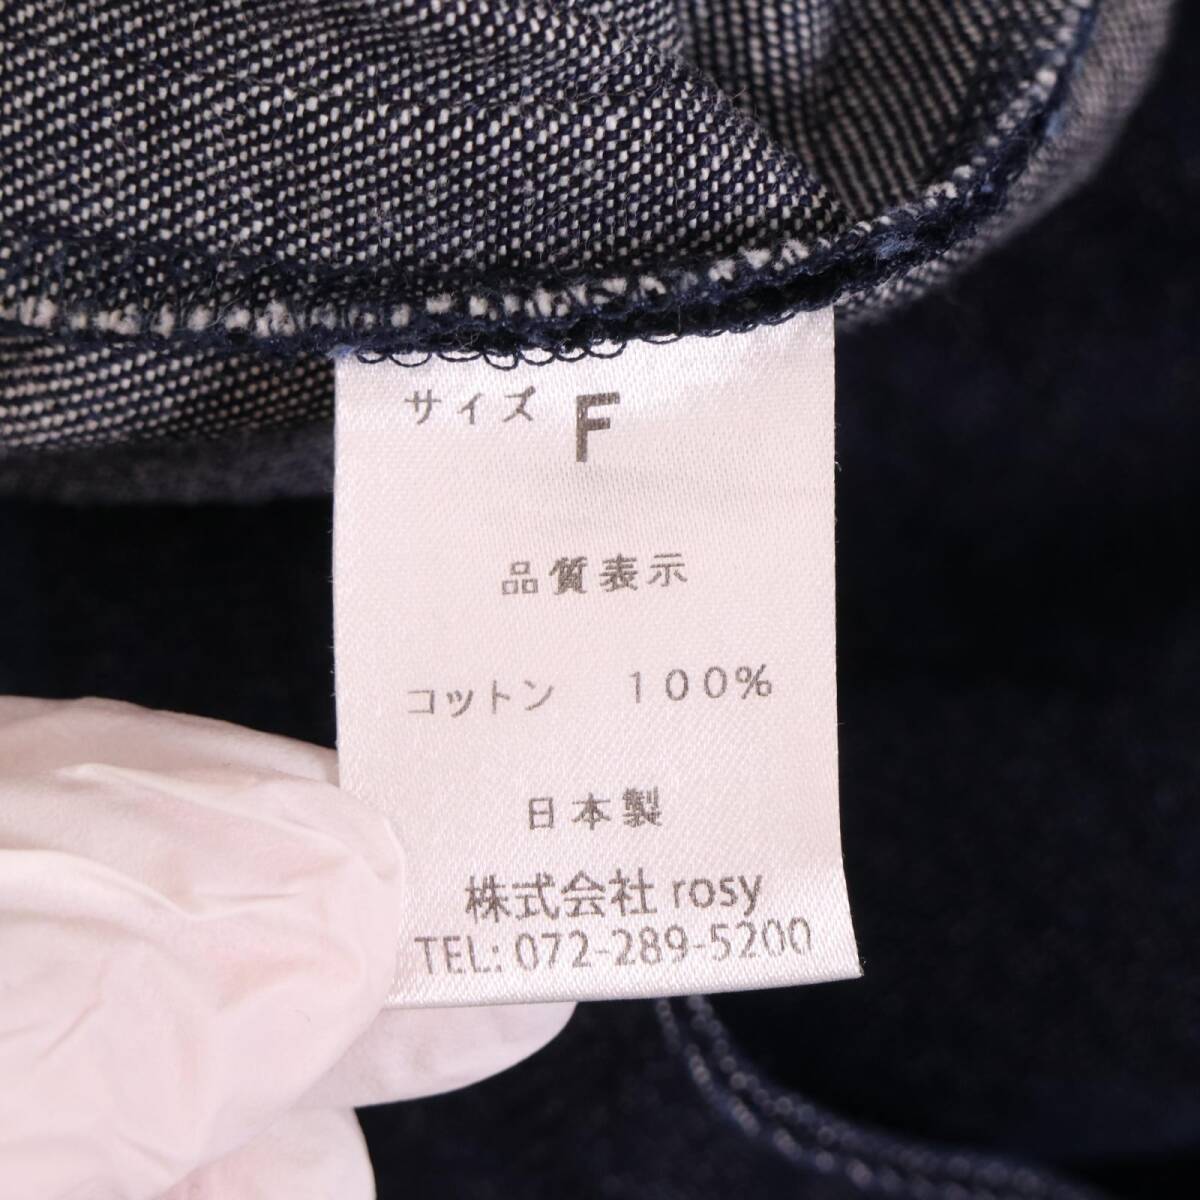 サイズ F
品質表示
コットン 100%
日本製
株式会社 rosy
TEL: 072-289-5200